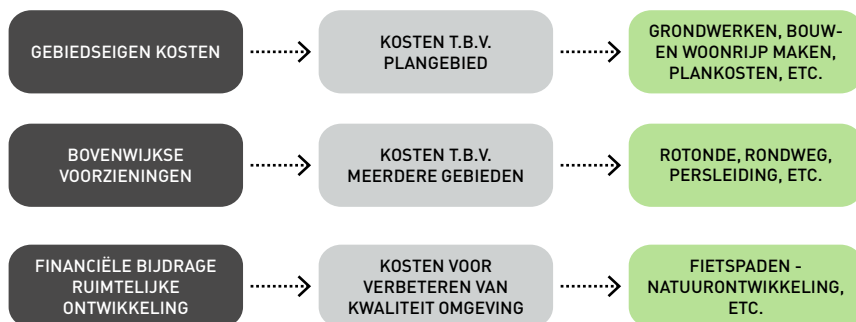 GEBIEDSEIGEN KOSTEN
KOSTEN T.B.V.
PLANGEBIED
GRONDWERKEN, BOUW-
EN WOONRIJP MAKEN,
PLANKOSTEN, ETC.
BOVENWIJKSE
VOORZIENINGEN
KOSTEN T.B.V.
MEERDERE GEBIEDEN
ROTONDE, RONDWEG,
PERSLEIDING, ETC.
FINANCIËLE BIJDRAGE
RUIMTELIJKE
ONTWIKKELING
KOSTEN VOOR
VERBETEREN VAN
KWALITEIT OMGEVING
FIETSPADEN -
NATUURONTWIKKELING,
ETC.